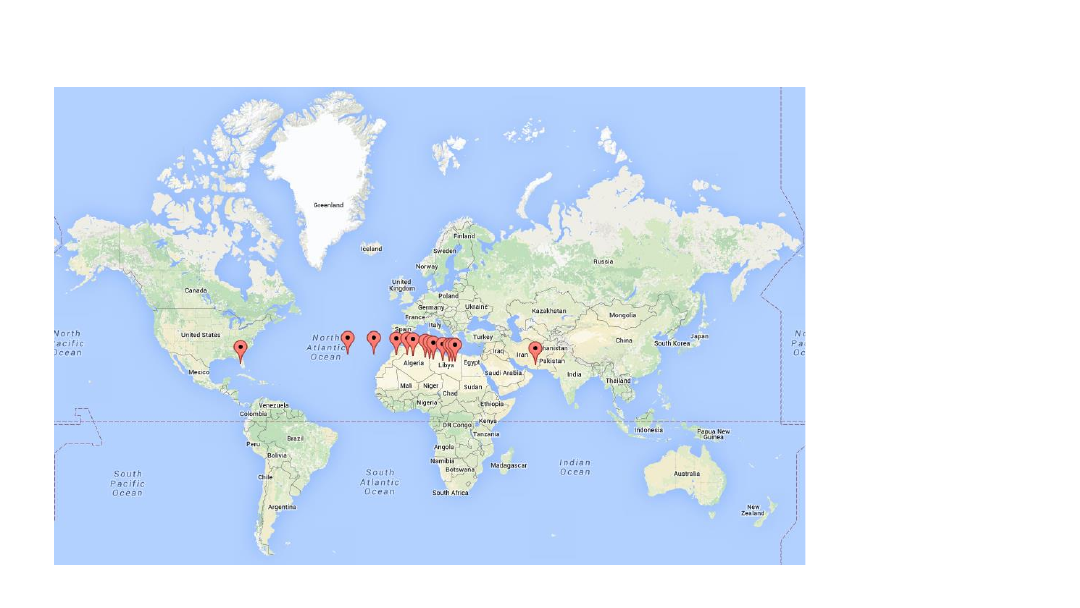 Greenland
Iceland
Finland
Sweden
Norway
Russia
United
Kingdom
Canada
Poland
Germany
Ukraine
France
Kazakhstan
Mongolia
Italy
Spain
United States
North
Atlantic
Ocean
Turkey
Japan
China
South Korea
North
acific
Ocean
No
Pac
Oc
hanistan
Iraq
Iran
Pakistan
Algeria
Libya
Egypt
Saudi Arabia
Mexico
India
Thailand
Mali
Niger
Chad
Sudan
Nigeria
Ethiopia
Venezuela
Colombia
Kenya
DR Congo
Indonesia
Papua New
Guinea
Tanzania
Brazil
Peru
Angola
Bolivia
Namibia
Botswana
Madagascar
Indian
Ocean
South
Pacific
Ocean
South
Atlantic
Ocean
Chile
Australia
South Africa
Argentina
New
Zealand